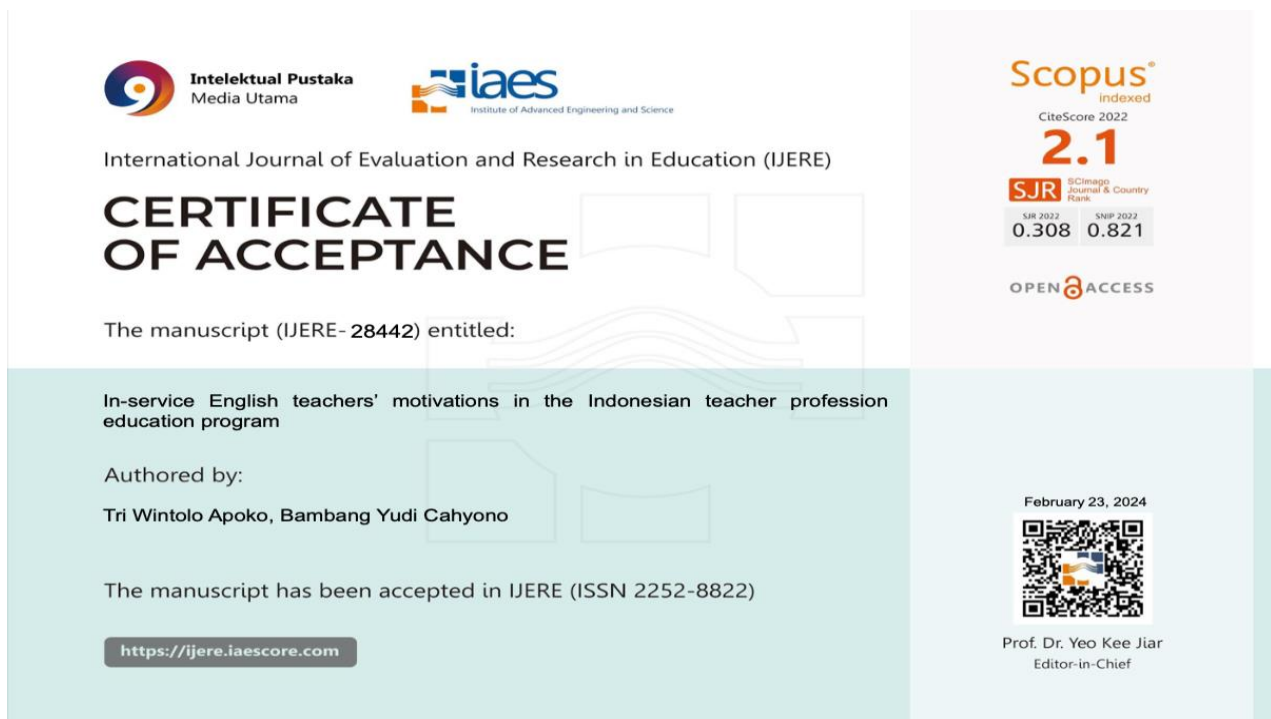 Intelektual Pustaka
Media Utama
iaes
Institute of Advanced Engineering and Science
International Journal of Evaluation and Research in Education (IJERE)
CERTIFICATE
OF ACCEPTANCE
The manuscript (IJERE- 28442) entitled:
In-service English teachers’ motivations in the Indonesian teacher profession
education program
Authored by:
Tri Wintolo Apoko, Bambang Yudi Cahyono
The manuscript has been accepted in IJERE (ISSN 2252-8822)
https://ijere.iaescore.com
Scopus®
indexed
CiteScore 2022
2.1
SJR
SCImago
Journal & Country
Rank
SJR 2022 SNIP 2022
0.308 0.821
OPEN ACCESS
February 23, 2024
Prof. Dr. Yeo Kee Jiar
Editor-in-Chief